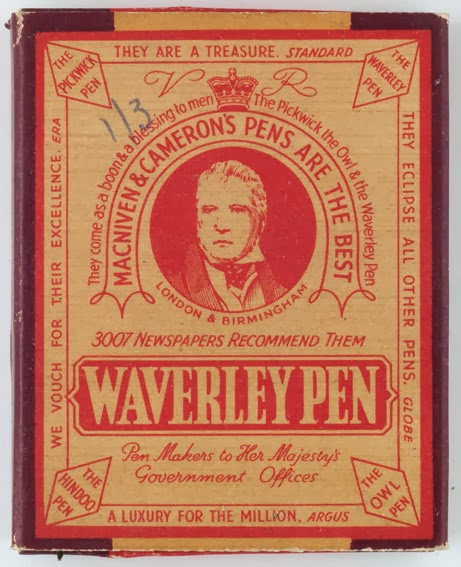 THE PICKWICK PEN
THEY ARE A TREASURE. STANDARD
THE WAVERLEY PEN
V R
1/3
They come as a boon & a blessing to men The Pickwick the Owl & the Waverley Pen
MACNIVEN & CAMERON'S PENS ARE THE BEST
LONDON & BIRMINGHAM
WE VOUCH FOR THEIR EXCELLENCE. ERA
THEY ECLIPSE ALL OTHER PENS. GLOBE
3007 NEWSPAPERS RECOMMEND THEM
WAVERLEY PEN
Pen Makers to Her Majesty's
Government Offices
THE HINDOO PEN
A LUXURY FOR THE MILLION. ARGUS
THE OWL PEN